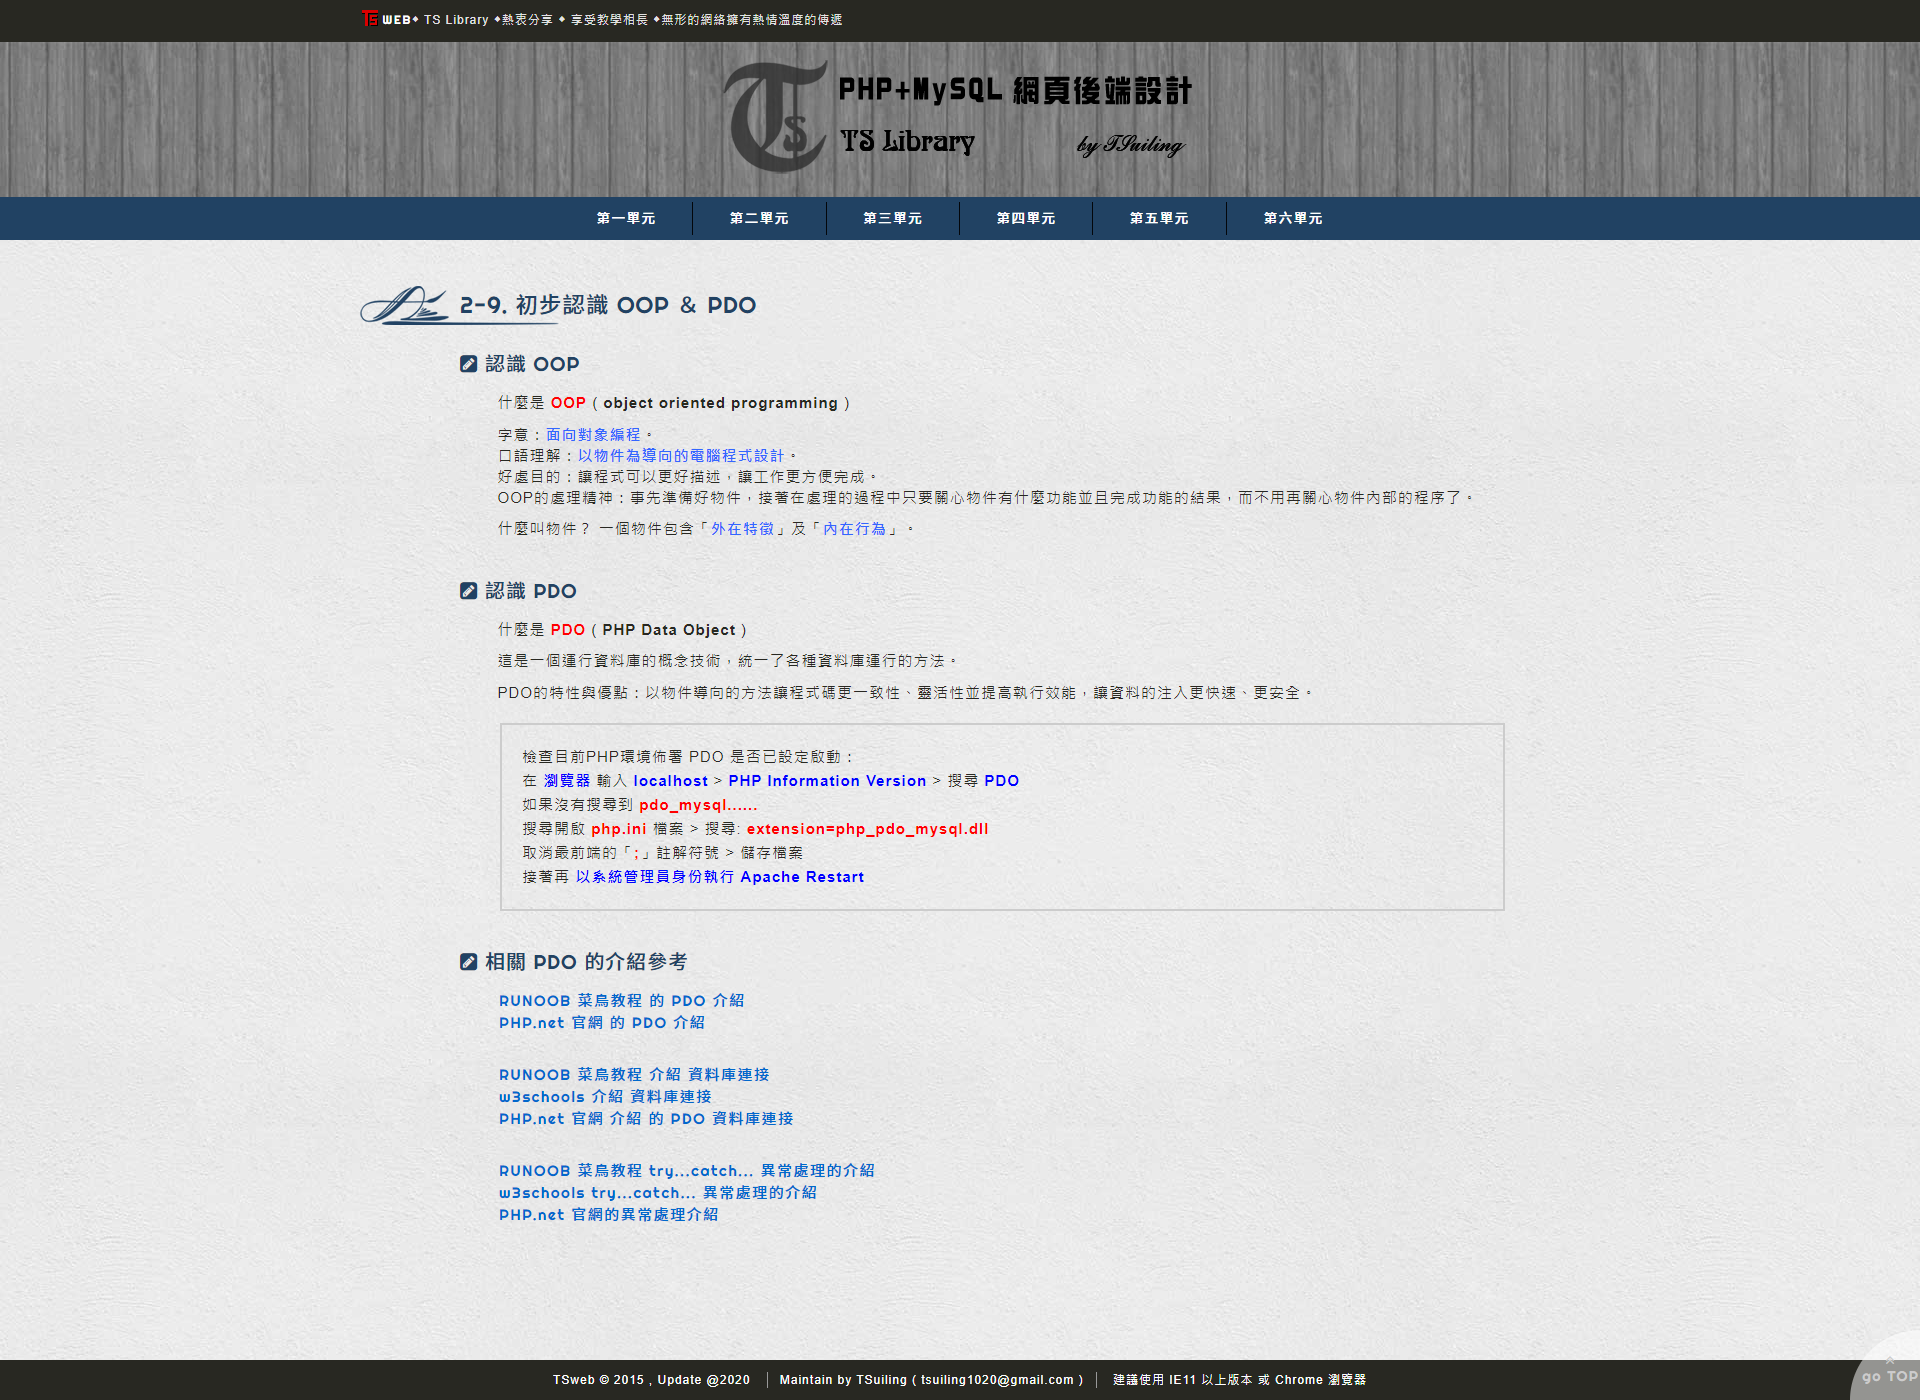 TS WEB◆ TS Library ◆熱衷分享 ◆ 享受教學相長 ◆無形的網絡擁有熱情溫度的傳遞
Ts PHP+MySQL 網頁後端設計
TS Library by TSuiling
第一單元 第二單元 第三單元 第四單元 第五單元 第六單元
2-9. 初步認識 OOP & PDO
認識 OOP
什麼是 OOP ( object oriented programming )
字意：面向對象編程。
口語理解：以物件為導向的電腦程式設計。
好處目的：讓程式可以更好描述，讓工作更方便完成。
OOP的處理精神：事先準備好物件，接著在處理的過程中只要關心物件有什麼功能並且完成功能的結果，而不用再關心物件內部的程序了。
什麼叫物件？ 一個物件包含「外在特徵」及「內在行為」。
認識 PDO
什麼是 PDO ( PHP Data Object )
這是一個運行資料庫的概念技術，統一了各種資料庫運行的方法。
PDO的特性與優點：以物件導向的方法讓程式碼更一致性、靈活性並提高執行效能，讓資料的注入更快速、更安全。
檢查目前PHP環境佈署 PDO 是否已設定啟動：
在 瀏覽器 輸入 localhost > PHP Information Version > 搜尋 PDO
如果沒有搜尋到 pdo_mysql......
搜尋開啟 php.ini 檔案 > 搜尋: extension=php_pdo_mysql.dll
取消最前端的「;」註解符號 > 儲存檔案
接著再 以系統管理員身份執行 Apache Restart
相關 PDO 的介紹參考
RUNOOB 菜鳥教程 的 PDO 介紹
PHP.net 官網 的 PDO 介紹
RUNOOB 菜鳥教程 介紹 資料庫連接
w3schools 介紹 資料庫連接
PHP.net 官網 介紹 的 PDO 資料庫連接
RUNOOB 菜鳥教程 try...catch... 異常處理的介紹
w3schools try...catch... 異常處理的介紹
PHP.net 官網的異常處理介紹
TSweb © 2015 , Update @2020 | Maintain by TSuiling ( tsuiling1020@gmail.com ) | 建議使用 IE11 以上版本 或 Chrome 瀏覽器
go TOP